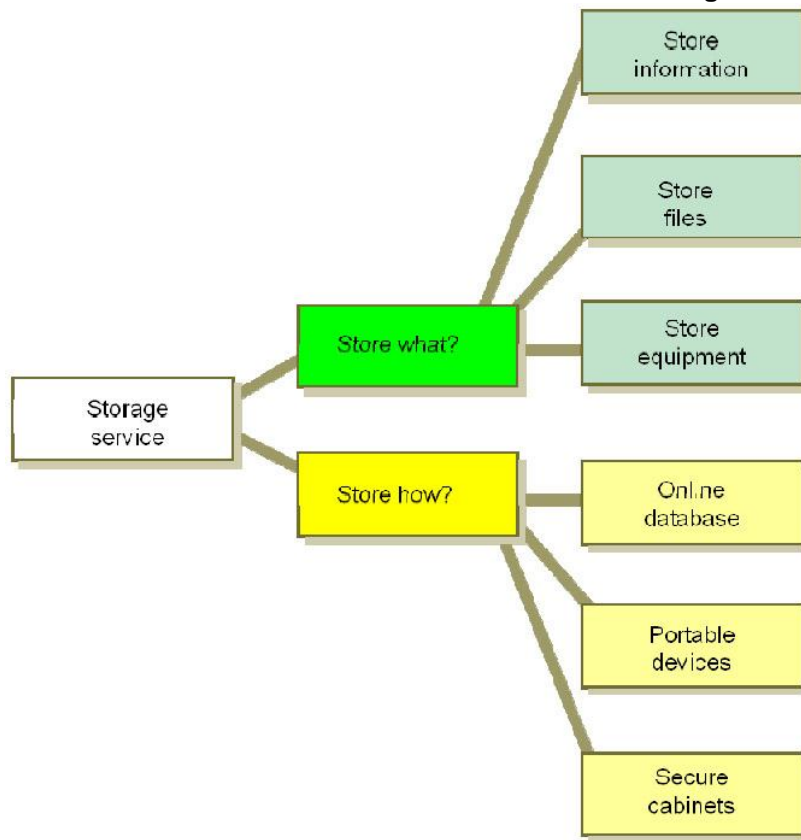 Store
information
Store
files
Store what?
Store
equipment
Storage
service
Store how?
Online
database
Portable
devices
Secure
cabinets